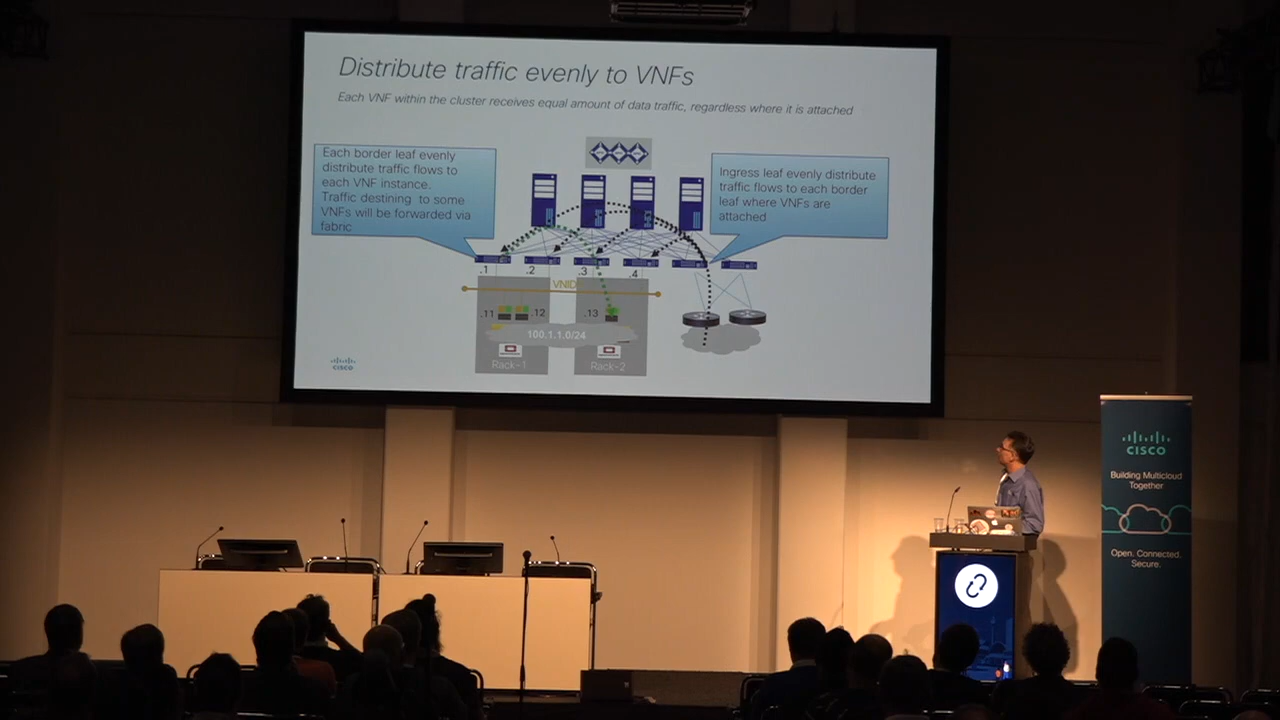 Distribute traffic evenly to VNFs
Each VNF within the cluster receives equal amount of data traffic, regardless where it is attached
Each border leaf evenly
distribute traffic flows to
each VNF instance.
Traffic destining to some
VNFs will be forwarded via
fabric
Ingress leaf evenly distribute
traffic flows to each border
leaf where VNFs are
attached
.1
.2
.3
.4
VNID
.11
.12
.13
100.1.1.0/24
Rack-1
Rack-2
CISCO
CISCO
Building Multicloud
Together
Open. Connected.
Secure.